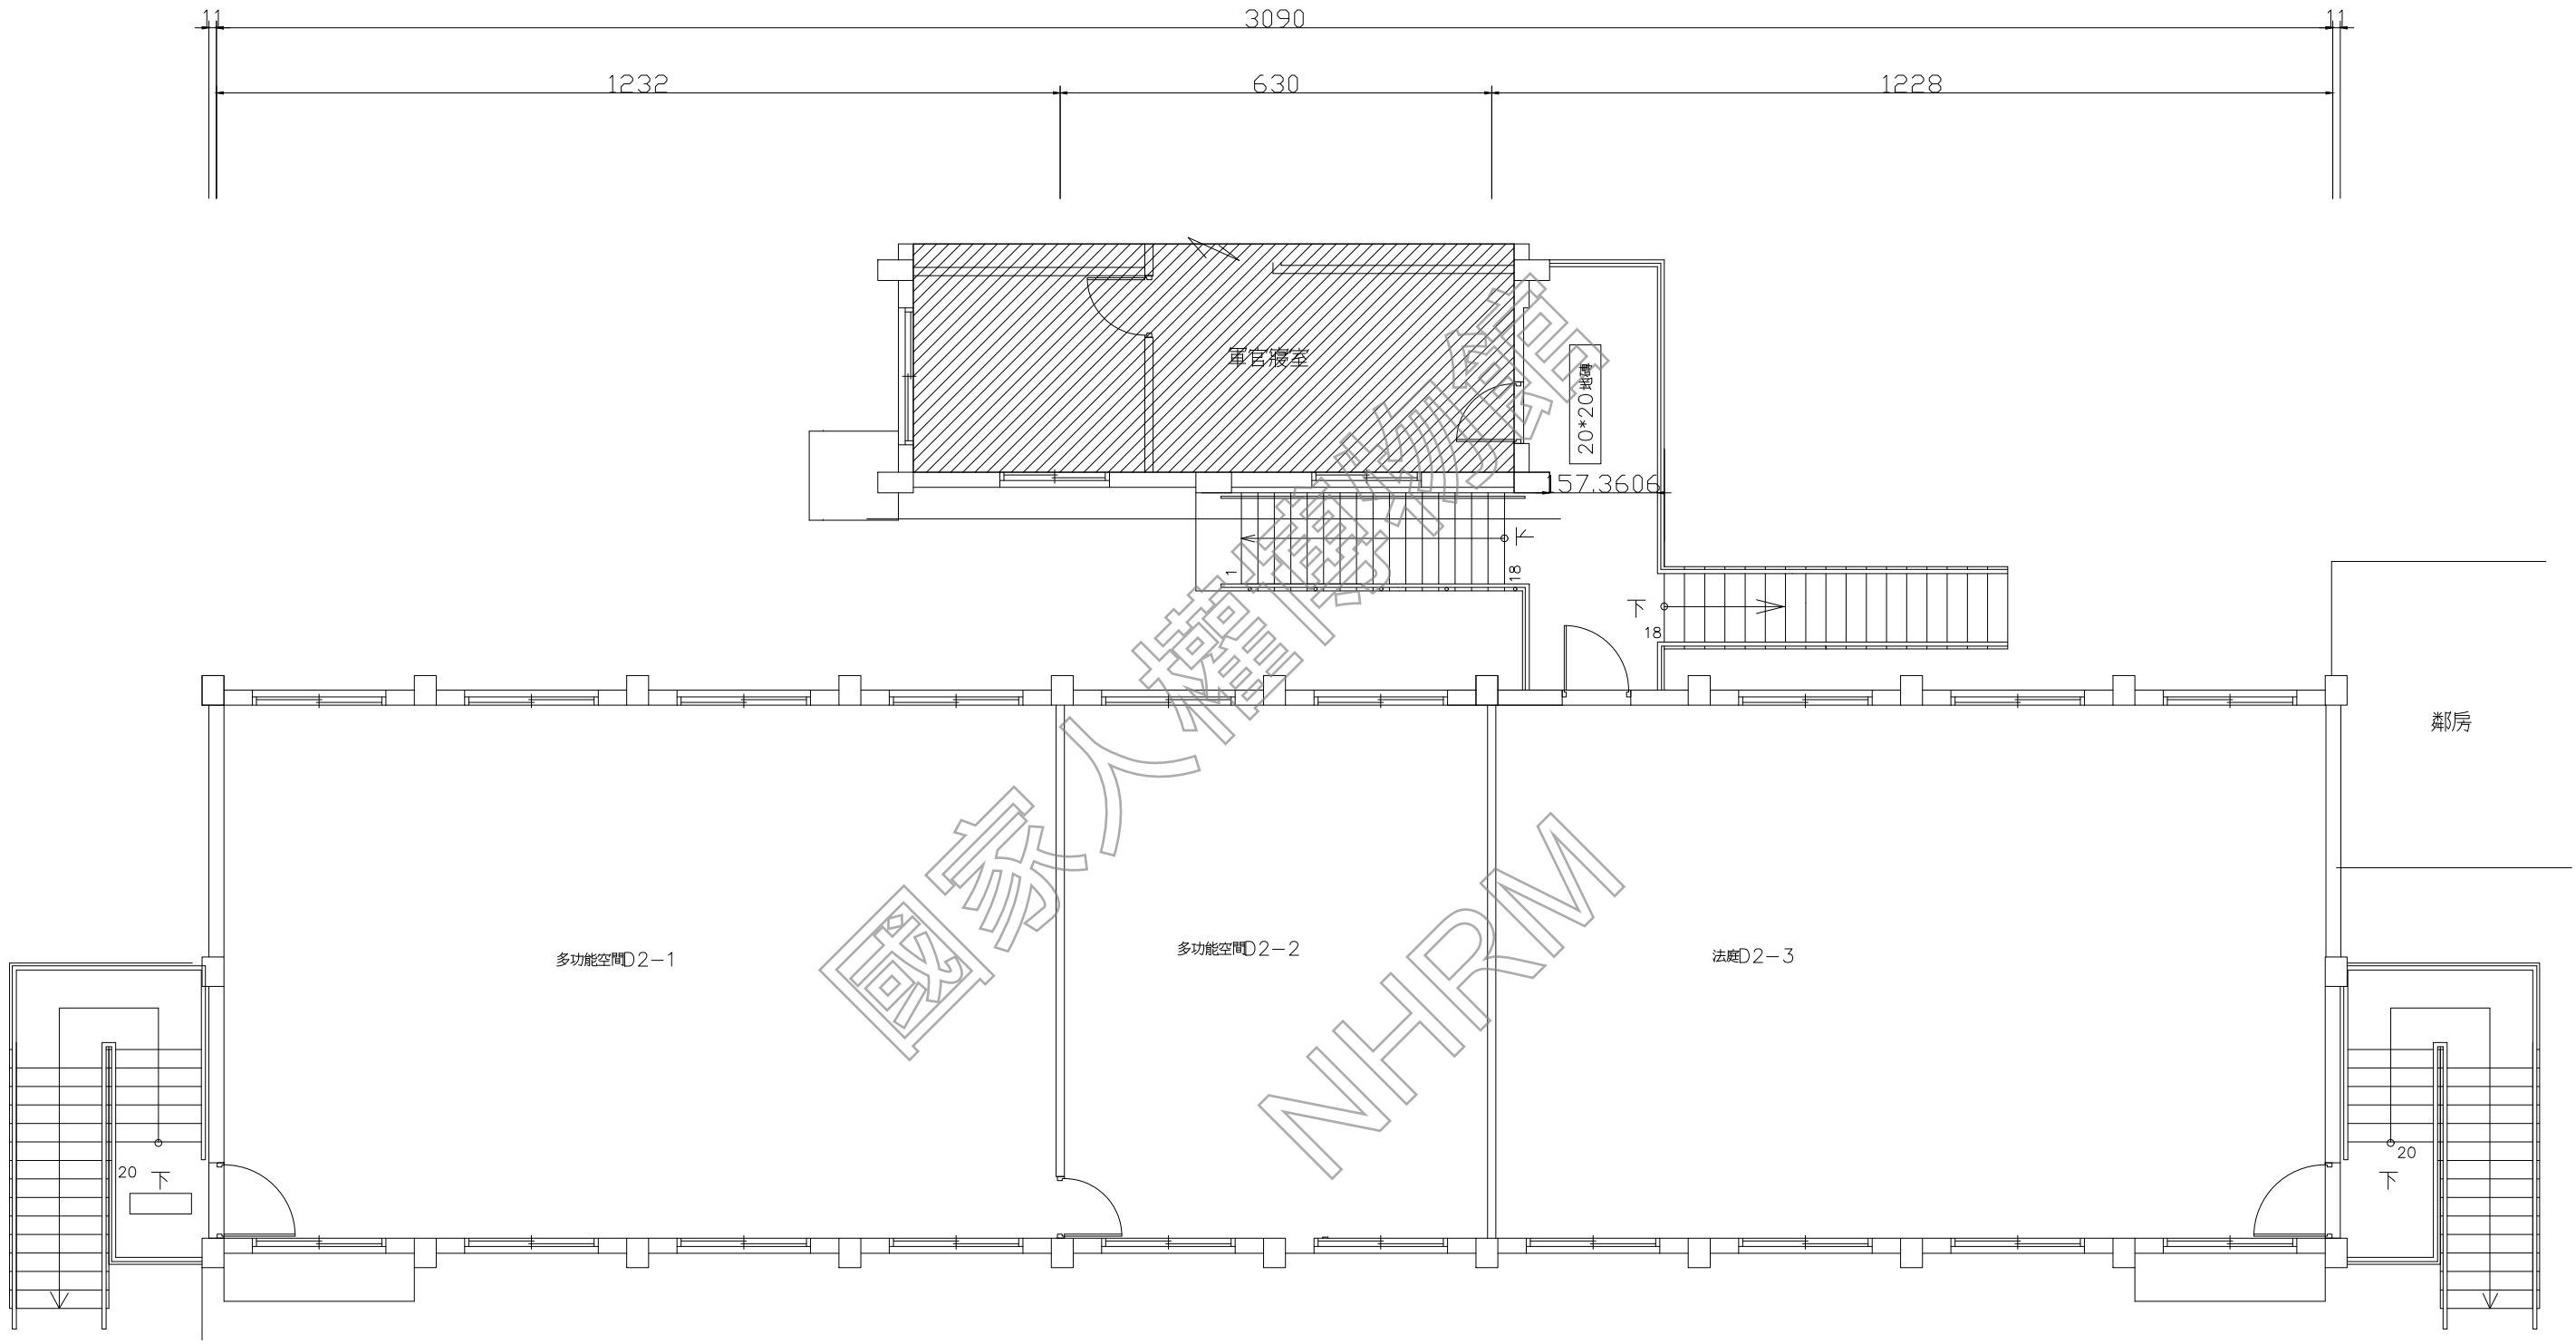 11 3090 11
1232 630 1228
軍官寢室
20*20地磚
157.3606
下
1 18
下
18
鄰房
多功能空間D2-1
多功能空間D2-2
法庭D2-3
20 下
20
下
國家人權博物館
NHRM